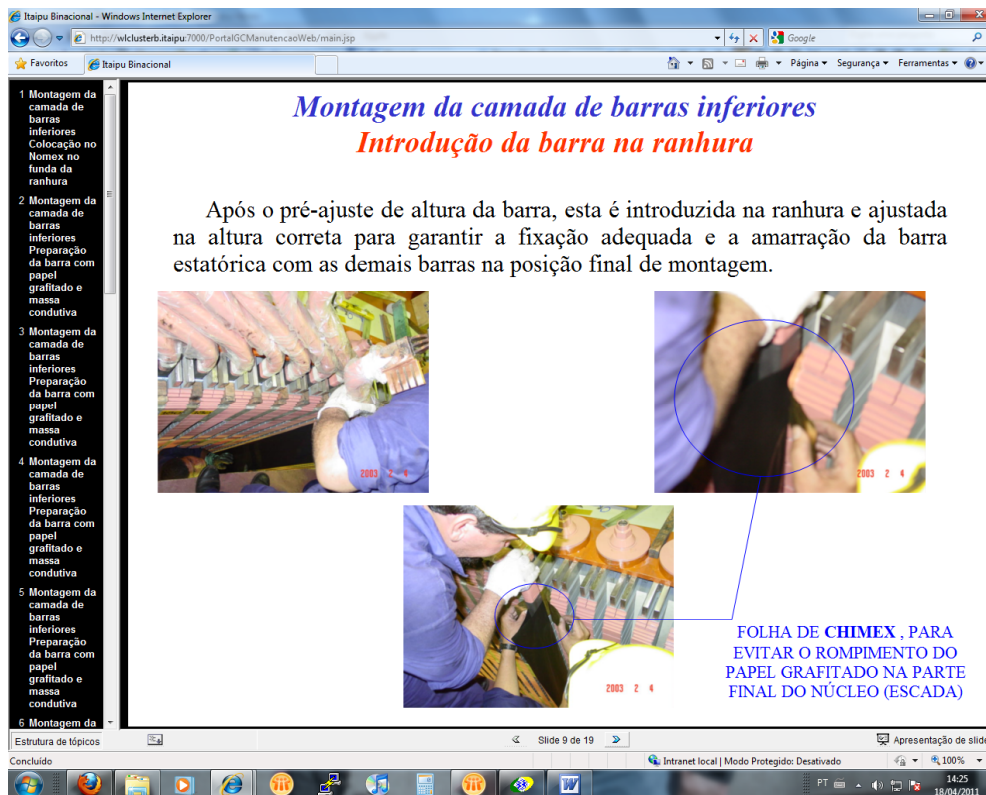 Itaipu Binacional - Windows Internet Explorer
http://wlclusterb.itaipu:7000/PortalGCManutencaoWeb/main.jsp
Google
Favoritos
Itaipu Binacional
Página
Segurança
Ferramentas
1 Montagem da
camada de
barras
inferiores
Colocação no
Nomex no
funda da
ranhura
2 Montagem da
camada de
barras
inferiores
Preparação
da barra com
papel
grafitado e
massa
condutiva
3 Montagem da
camada de
barras
inferiores
Preparação
da barra com
papel
grafitado e
massa
condutiva
4 Montagem da
camada de
barras
inferiores
Preparação
da barra com
papel
grafitado e
massa
condutiva
5 Montagem da
camada de
barras
inferiores
Preparação
da barra com
papel
grafitado e
massa
condutiva
6 Montagem da
Montagem da camada de barras inferiores
Introdução da barra na ranhura
Após o pré-ajuste de altura da barra, esta é introduzida na ranhura e ajustada
na altura correta para garantir a fixação adequada e a amarração da barra
estatórica com as demais barras na posição final de montagem.
2003 2 4
2003 2 4
2003 2 4
FOLHA DE CHIMEX , PARA
EVITAR O ROMPIMENTO DO
PAPEL GRAFITADO NA PARTE
FINAL DO NÚCLEO (ESCADA)
Estrutura de tópicos
Slide 9 de 19
Apresentação de slide
Concluído
Intranet local | Modo Protegido: Desativado
100%
PT
14:25
18/04/2011